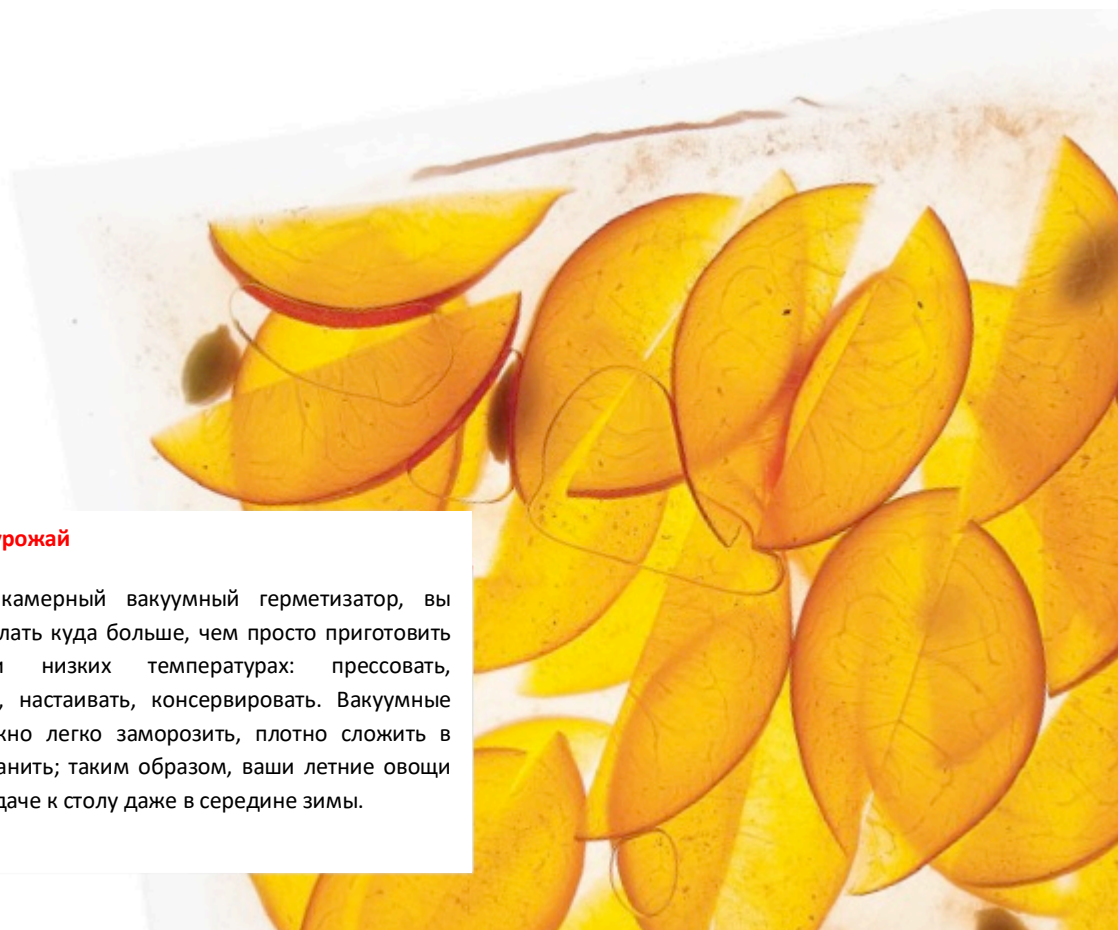 урожай
камерный вакуумный герметизатор, вы
лать куда больше, чем просто приготовить
и низких температурах: прессовать,
, настаивать, консервировать. Вакуумные
жно легко заморозить, плотно сложить в
анить; таким образом, ваши летние овощи
даче к столу даже в середине зимы.